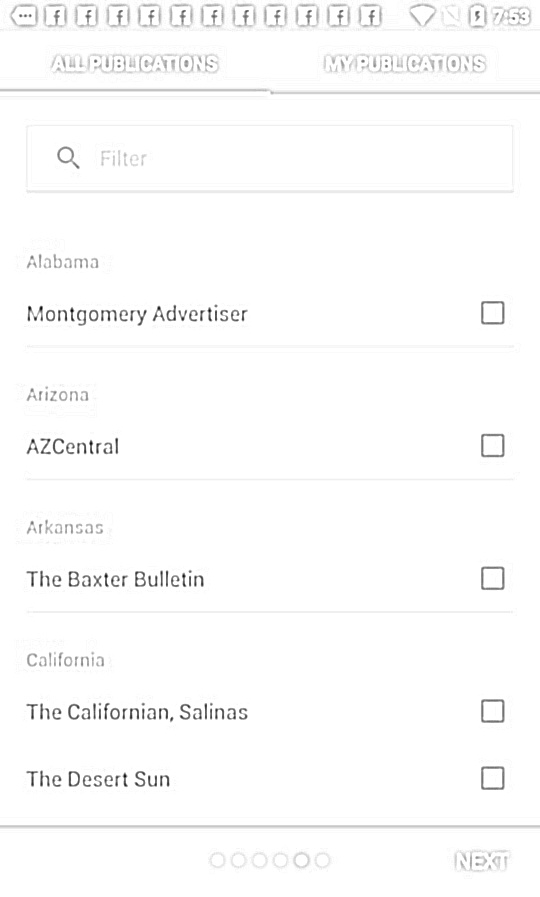 7:53
ALL PUBLICATIONS
MY PUBLICATIONS
Filter
Alabama
Montgomery Advertiser
Arizona
AZCentral
Arkansas
The Baxter Bulletin
California
The Californian, Salinas
The Desert Sun
NEXT